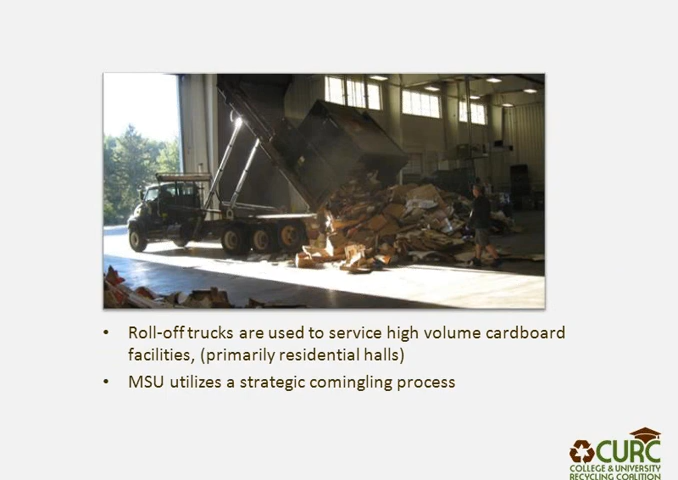 • Roll-off trucks are used to service high volume cardboard
facilities, (primarily residential halls)
• MSU utilizes a strategic comingling process
CURC
COLLEGE & UNIVERSITY
RECYCLING COALITION